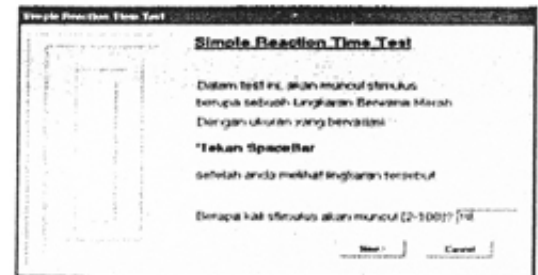 Simple Reaction Time Test
Simple Reaction Time Test
Dalam test ini, akan muncul stimulus
berupa sebuah Lingkaran Berwarna Merah
Dengan ukuran yang bervariasi
*Tekan SpaceBar
setelah anda melihat lingkaran tersebut
Berapa kali stimulus akan muncul (2-100)?
Cancel